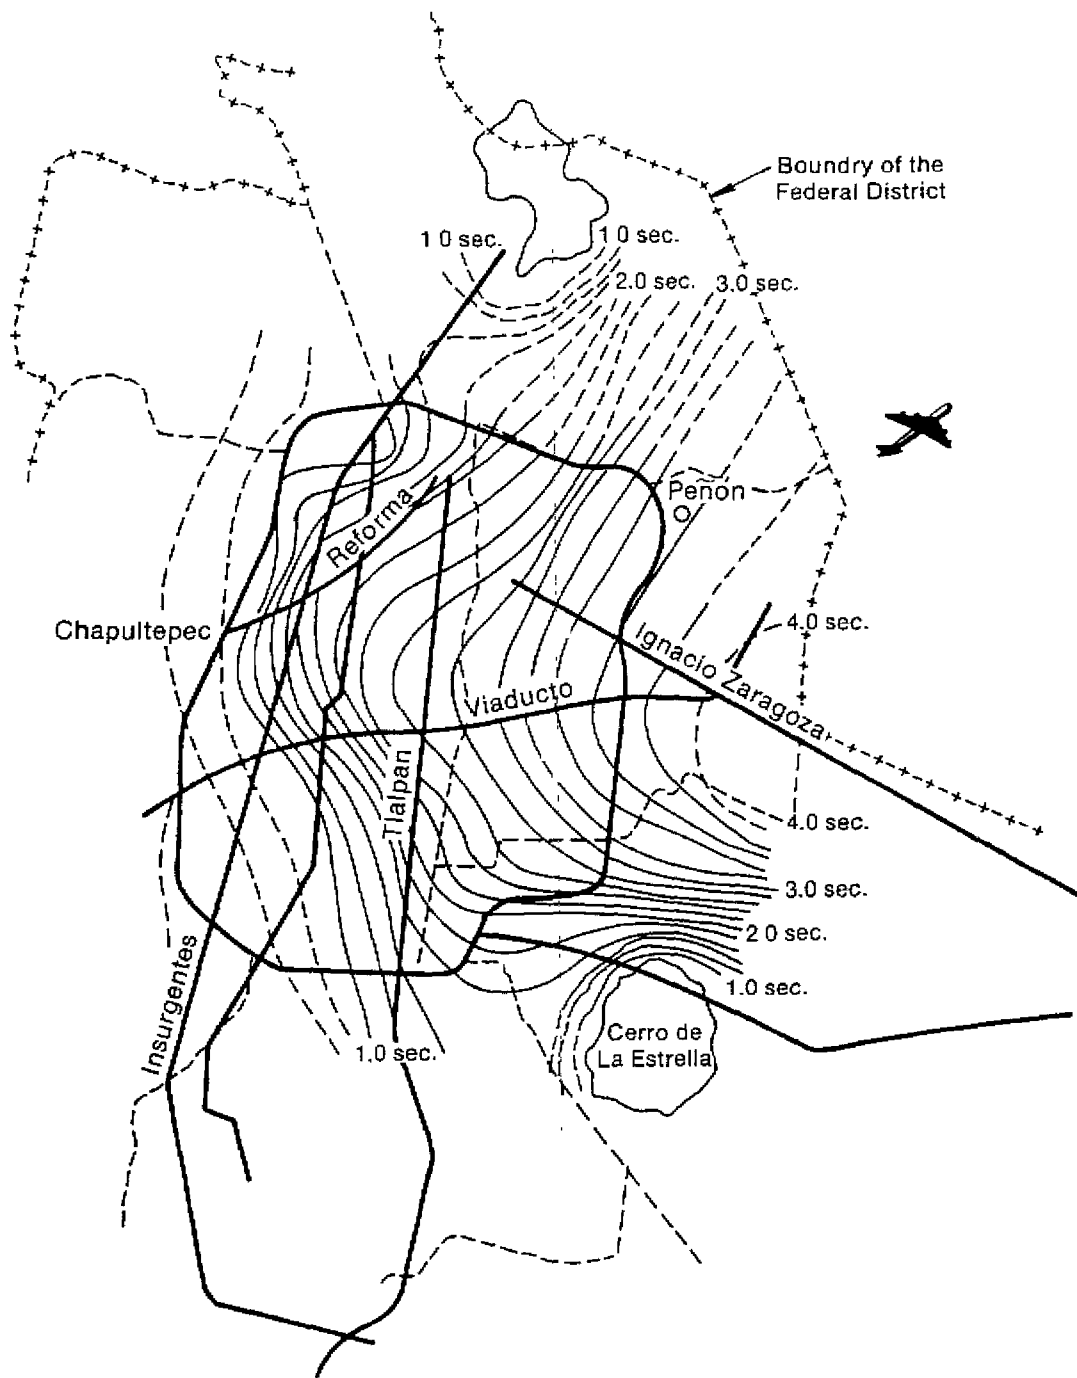 Boundry of the
Federal District
1 0 sec.
1 0 sec.
2.0 sec.
3.0 sec.
Penon
Reforma
Chapultepec
4.0 sec.
Ignacio Zaragoza
Viaducto
Tlalpan
4.0 sec.
3.0 sec.
2 0 sec.
1.0 sec.
Insurgentes
Cerro de
La Estrella
1.0 sec.